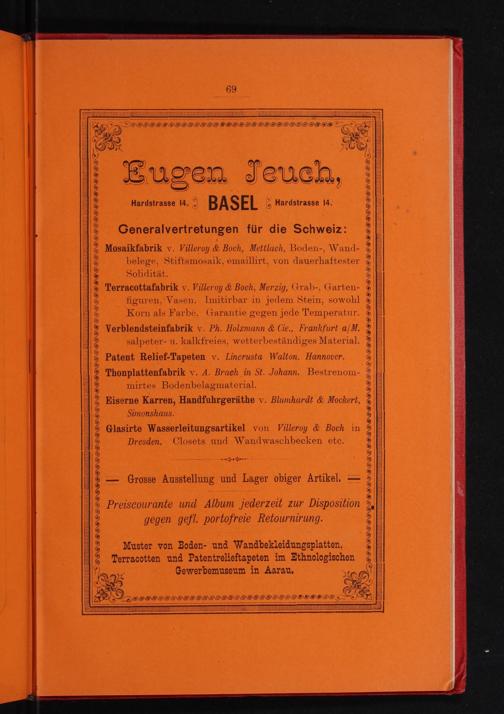 69
Eugen Jeuch,
Hardstrasse 14. BASEL Hardstrasse 14.
Generalvertretungen für die Schweiz:
Mosaikfabrik v. Villeroy & Boch, Mettlach, Boden-, Wand-
belege, Stiftsmosaik, emaillirt, von dauerhaftester
Solidität.
Terracottafabrik v. Villeroy & Boch, Merzig, Grab-, Garten-
figuren, Vasen. Imitirbar in jedem Stein, sowohl
Korn als Farbe. Garantie gegen jede Temperatur.
Verblendsteinfabrik v. Ph. Holzmann & Cie., Frankfurt a/M.
salpeter- u. kalkfreies, wetterbeständiges Material.
Patent Relief-Tapeten v. Lincrusta Walton. Hannover.
Thonplattenfabrik v. A. Brach in St. Johann. Bestrenom-
mirtes Bodenbelagmaterial.
Eiserne Karren, Handfuhrgeräthe v. Blumhardt & Mockert,
Simonshaus.
Glasirte Wasserleitungsartikel von Villeroy & Boch in
Dresden. Closets und Wandwaschbecken etc.
— Grosse Ausstellung und Lager obiger Artikel. —
Preiscourante und Album jederzeit zur Disposition
gegen gefl. portofreie Retournirung.
Muster von Boden- und Wandbekleidungsplatten,
Terracotten und Patentrelieftapeten im Ethnologischen
Gewerbemuseum in Aarau.